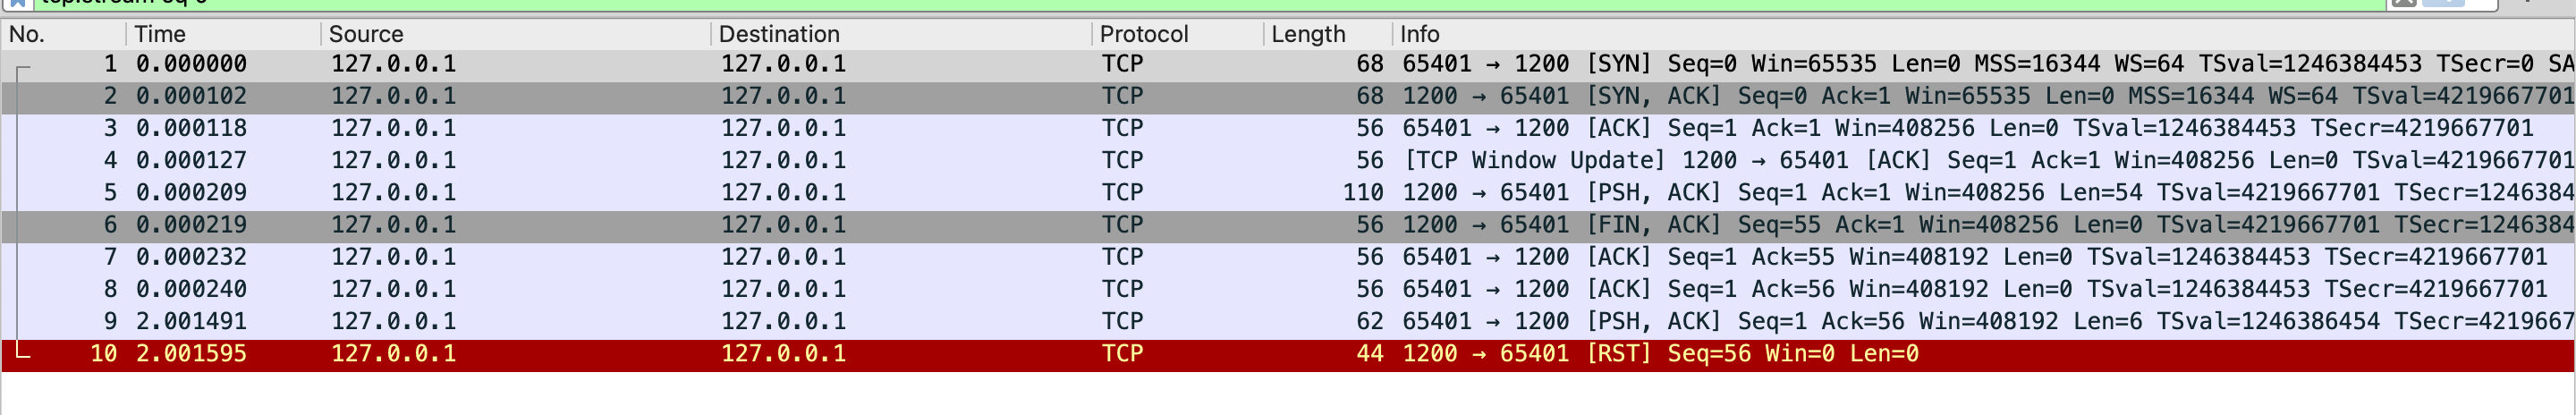 No. Time Source Destination Protocol Length Info
1 0.000000 127.0.0.1 127.0.0.1 TCP 68 65401 → 1200 [SYN] Seq=0 Win=65535 Len=0 MSS=16344 WS=64 TSval=1246384453 TSecr=0 SA
2 0.000102 127.0.0.1 127.0.0.1 TCP 68 1200 → 65401 [SYN, ACK] Seq=0 Ack=1 Win=65535 Len=0 MSS=16344 WS=64 TSval=4219667701
3 0.000118 127.0.0.1 127.0.0.1 TCP 56 65401 → 1200 [ACK] Seq=1 Ack=1 Win=408256 Len=0 TSval=1246384453 TSecr=4219667701
4 0.000127 127.0.0.1 127.0.0.1 TCP 56 [TCP Window Update] 1200 → 65401 [ACK] Seq=1 Ack=1 Win=408256 Len=0 TSval=4219667701
5 0.000209 127.0.0.1 127.0.0.1 TCP 110 1200 → 65401 [PSH, ACK] Seq=1 Ack=1 Win=408256 Len=54 TSval=4219667701 TSecr=1246384
6 0.000219 127.0.0.1 127.0.0.1 TCP 56 1200 → 65401 [FIN, ACK] Seq=55 Ack=1 Win=408256 Len=0 TSval=4219667701 TSecr=1246384
7 0.000232 127.0.0.1 127.0.0.1 TCP 56 65401 → 1200 [ACK] Seq=1 Ack=55 Win=408192 Len=0 TSval=1246384453 TSecr=4219667701
8 0.000240 127.0.0.1 127.0.0.1 TCP 56 65401 → 1200 [ACK] Seq=1 Ack=56 Win=408192 Len=0 TSval=1246384453 TSecr=4219667701
9 2.001491 127.0.0.1 127.0.0.1 TCP 62 65401 → 1200 [PSH, ACK] Seq=1 Ack=56 Win=408192 Len=6 TSval=1246386454 TSecr=4219667
10 2.001595 127.0.0.1 127.0.0.1 TCP 44 1200 → 65401 [RST] Seq=56 Win=0 Len=0